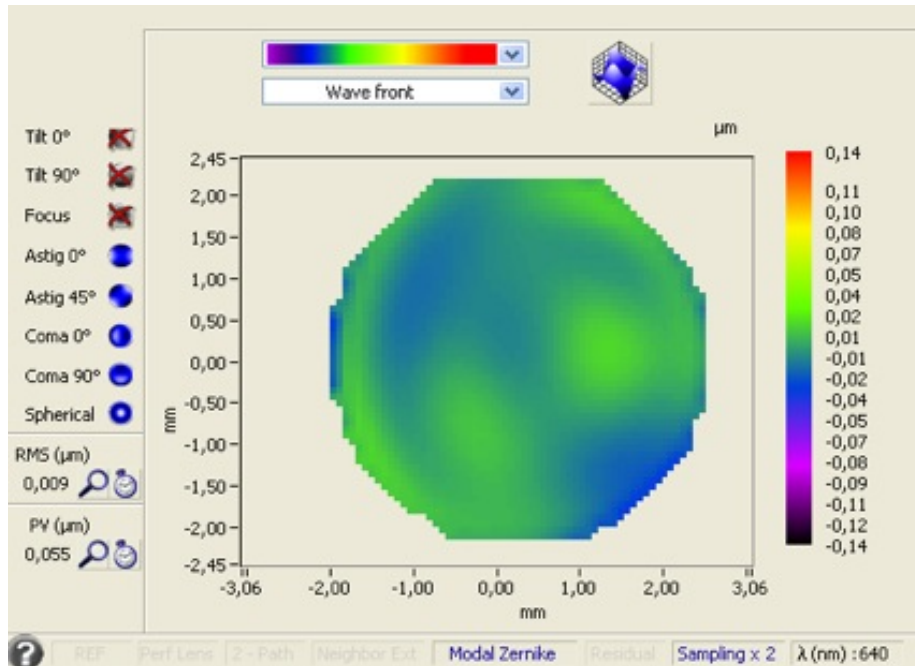 Wave front
µm
Tilt 0°
Tilt 90°
Focus
Astig 0°
Astig 45°
Coma 0°
Coma 90°
Spherical
RMS (µm)
0,009
PV (µm)
0,055
2,45
2,00
1,50
1,00
0,50
0,00
-0,50
-1,00
-1,50
-2,00
-2,45
mm
-3,06 -2,00 -1,00 0,00 1,00 2,00 3,06
mm
0,14
0,11
0,10
0,08
0,07
0,05
0,04
0,02
0,01
-0,01
-0,02
-0,04
-0,05
-0,07
-0,08
-0,09
-0,11
-0,12
-0,14
? REF Perf Lens 2 - Path Neighbor Ext Modal Zernike Residual Sampling x 2 λ (nm) :640